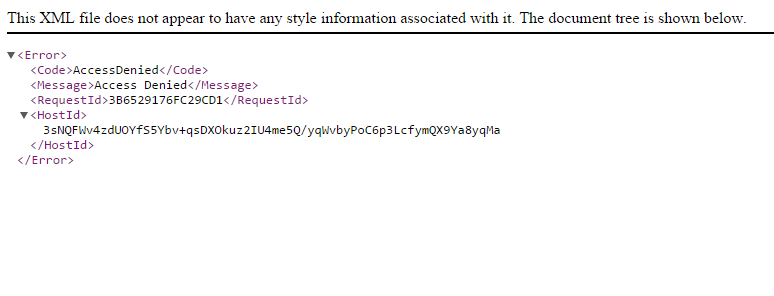 This XML file does not appear to have any style information associated with it. The document tree is shown below.
▼<Error>
<Code>AccessDenied</Code>
<Message>Access Denied</Message>
<RequestId>3B6529176FC29CD1</RequestId>
▼<HostId>
3sNQFWv4zdUOYfS5Ybv+qsDXOkuz2IU4me5Q/yqWvbyPoC6p3LcfymQX9Ya8yqMa
</HostId>
</Error>